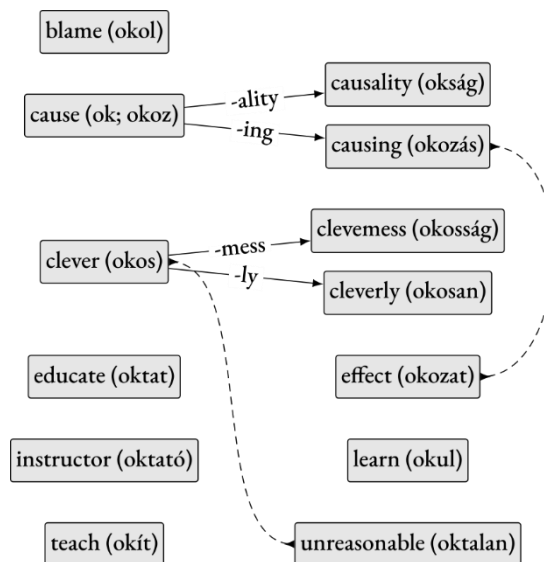 blame (okol)
cause (ok; okoz)
-ality
causality (okság)
-ing
causing (okozás)
clever (okos)
-mess
clevemess (okosság)
-ly
cleverly (okosan)
educate (oktat)
effect (okozat)
instructor (oktató)
learn (okul)
teach (okít)
unreasonable (oktalan)